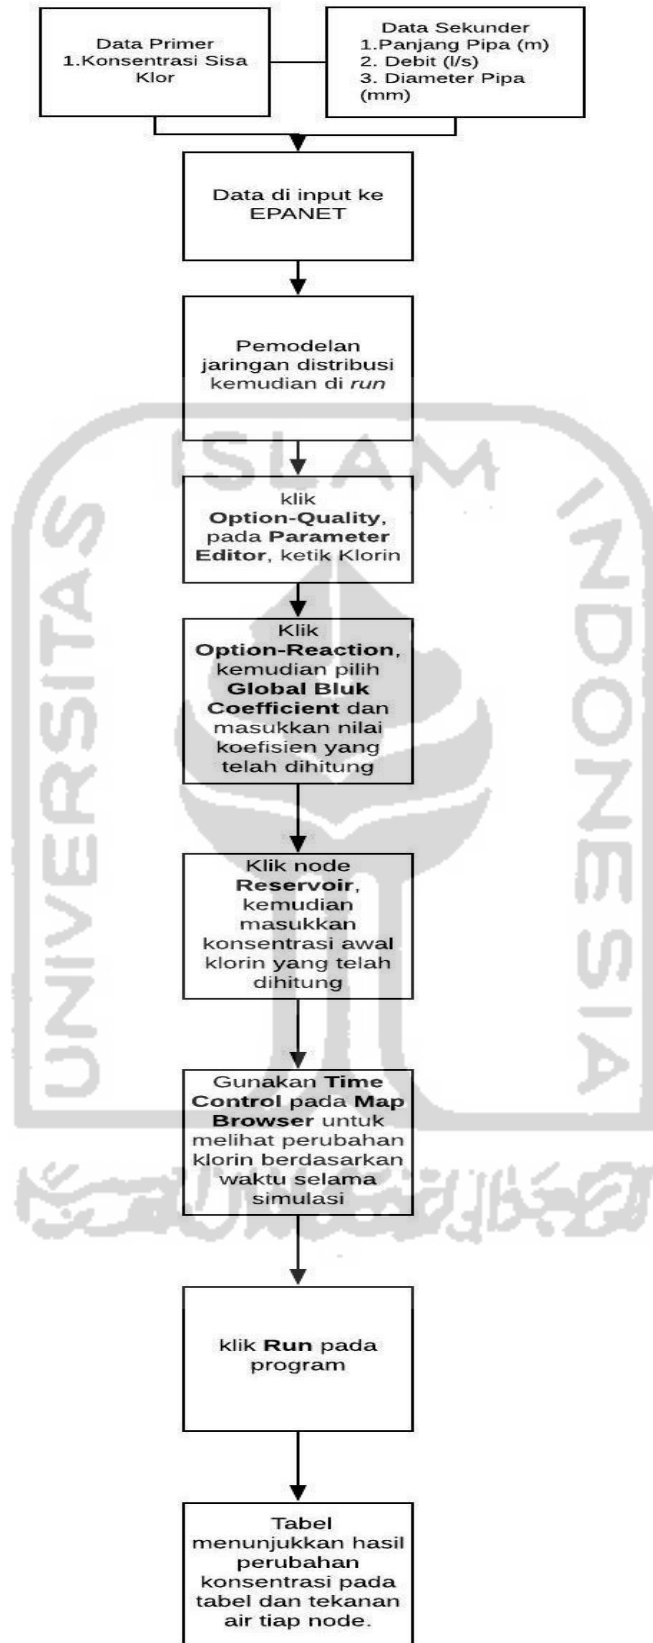 Data Primer
1.Konsentrasi Sisa
Klor
Data Sekunder
1.Panjang Pipa (m)
2. Debit (l/s)
3. Diameter Pipa
(mm)
Data di input ke
EPANET
Pemodelan
jaringan distribusi
kemudian di run
klik
Option-Quality,
pada Parameter
Editor, ketik Klorin
Klik
Option-Reaction,
kemudian pilih
Global Bluk
Coefficient dan
masukkan nilai
koefisien yang
telah dihitung
Klik node
Reservoir,
kemudian
masukkan
konsentrasi awal
klorin yang telah
dihitung
Gunakan Time
Control pada Map
Browser untuk
melihat perubahan
klorin berdasarkan
waktu selama
simulasi
klik Run pada
program
Tabel
menunjukkan hasil
perubahan
konsentrasi pada
tabel dan tekanan
air tiap node.
UNIVERSITAS
ISLAM
INDONESIA